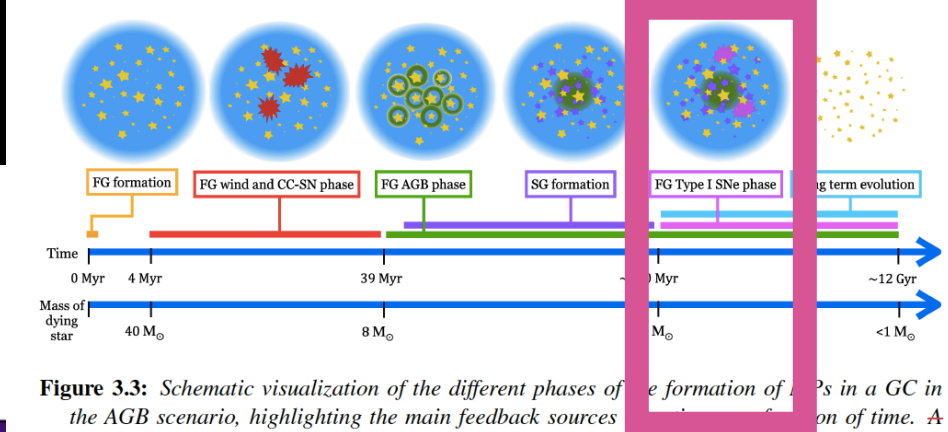 FG formation
FG wind and CC-SN phase
FG AGB phase
SG formation
FG Type I SNe phase
term evolution
Time
0 Myr
4 Myr
39 Myr
Myr
~12 Gyr
Mass of
dying
star
40 M☉
8 M☉
M☉
<1 M☉
Figure 3.3: Schematic visualization of the different phases of formation of in a GC in
the AGB scenario, highlighting the main feedback sources of time. A